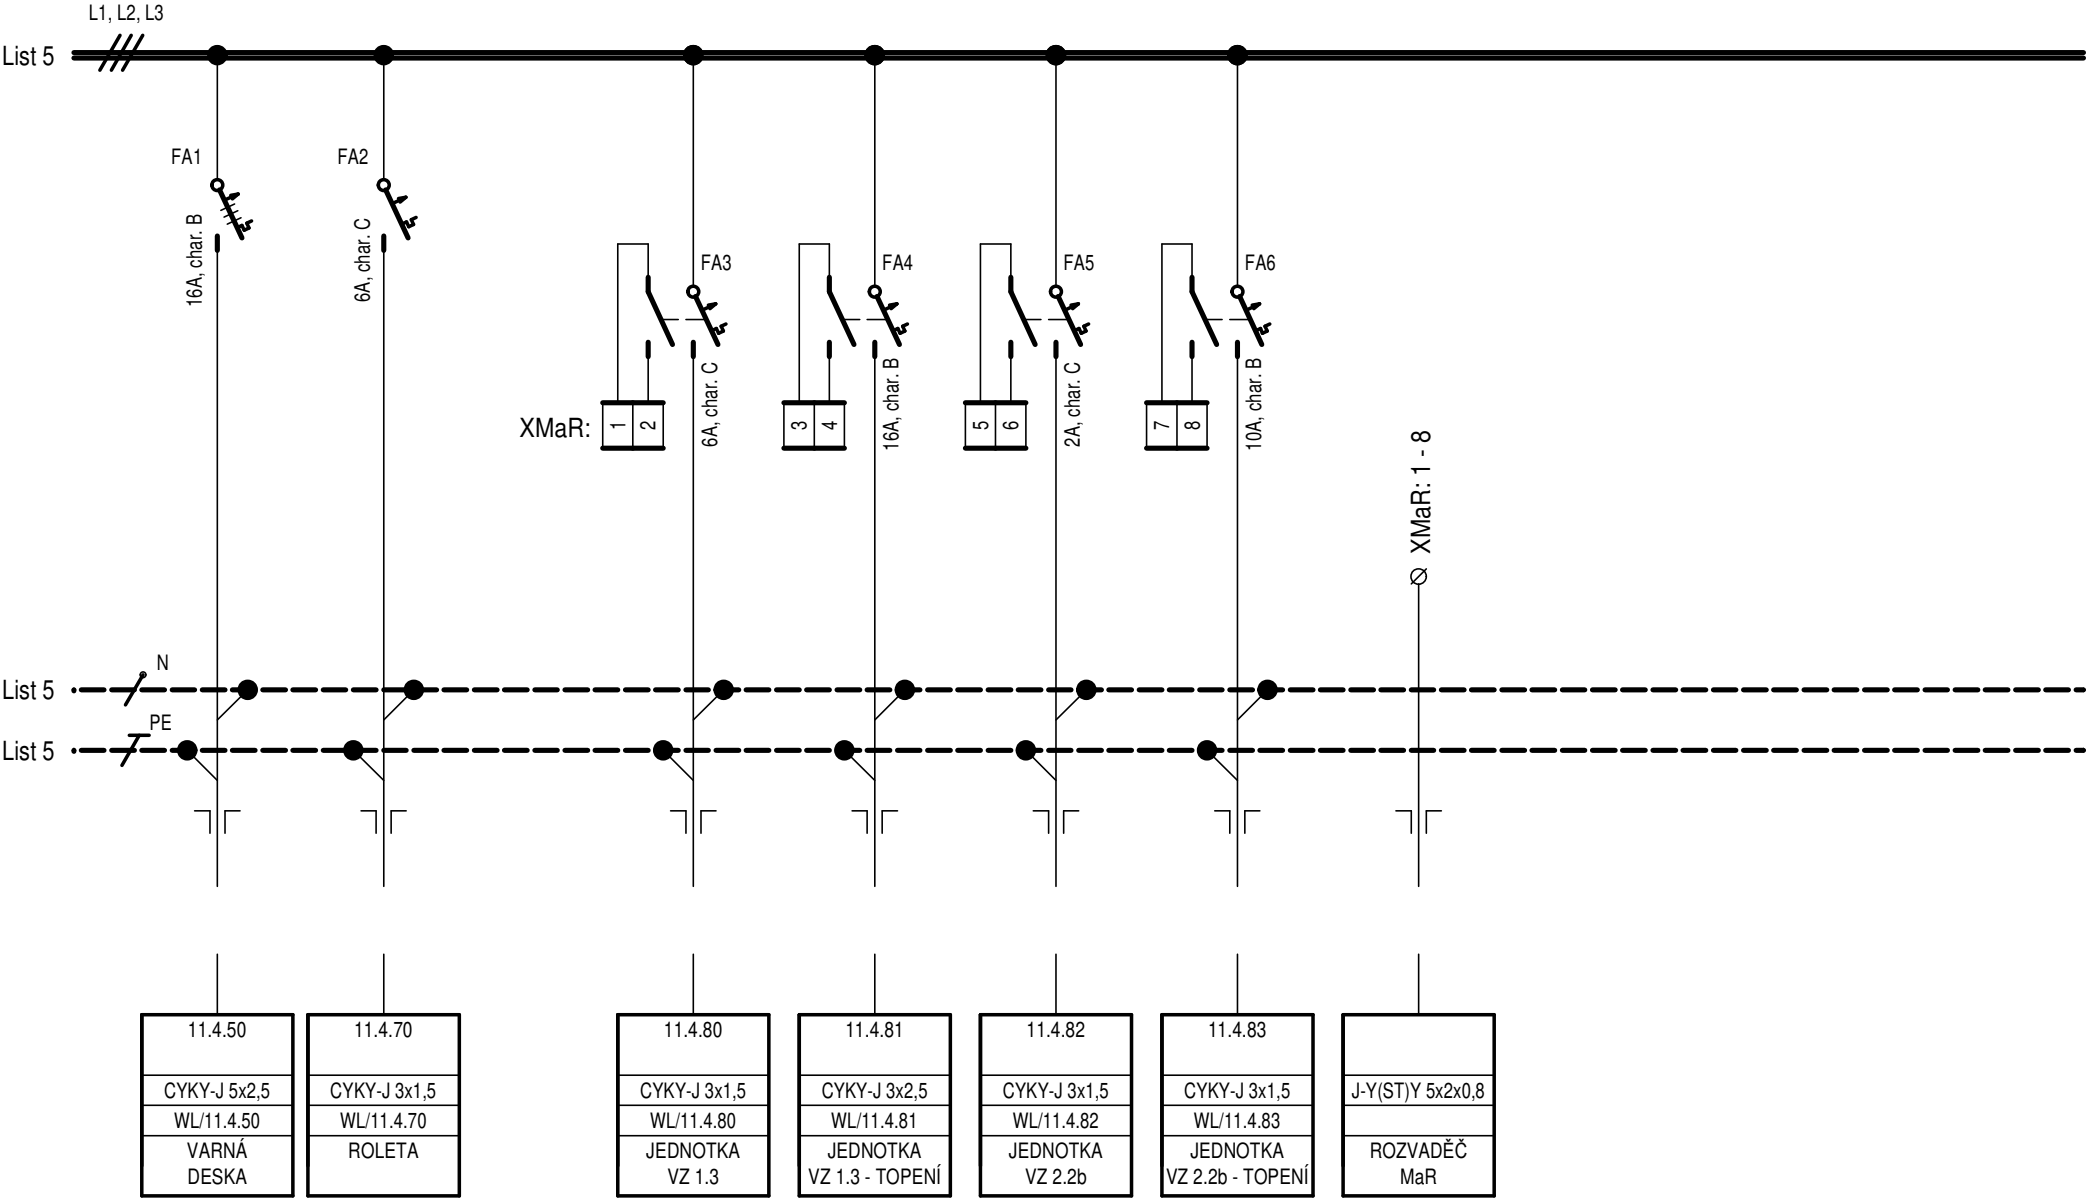 L1, L2, L3
List 5
FA1
FA2
16A, char. B
6A, char. C
FA3
FA4
FA5
FA6
XMaR:
1
2
6A, char. C
3
4
16A, char. B
5
6
2A, char. C
7
8
10A, char. B
XMaR: 1 - 8
N
List 5
PE
List 5
11.4.50
CYKY-J 5x2,5
WL/11.4.50
VARNÁ
DESKA
11.4.70
CYKY-J 3x1,5
WL/11.4.70
ROLETA
11.4.80
CYKY-J 3x1,5
WL/11.4.80
JEDNOTKA
VZ 1.3
11.4.81
CYKY-J 3x2,5
WL/11.4.81
JEDNOTKA
VZ 1.3 - TOPENÍ
11.4.82
CYKY-J 3x1,5
WL/11.4.82
JEDNOTKA
VZ 2.2b
11.4.83
CYKY-J 3x1,5
WL/11.4.83
JEDNOTKA
VZ 2.2b - TOPENÍ
J-Y(ST)Y 5x2x0,8
ROZVADĚČ
MaR